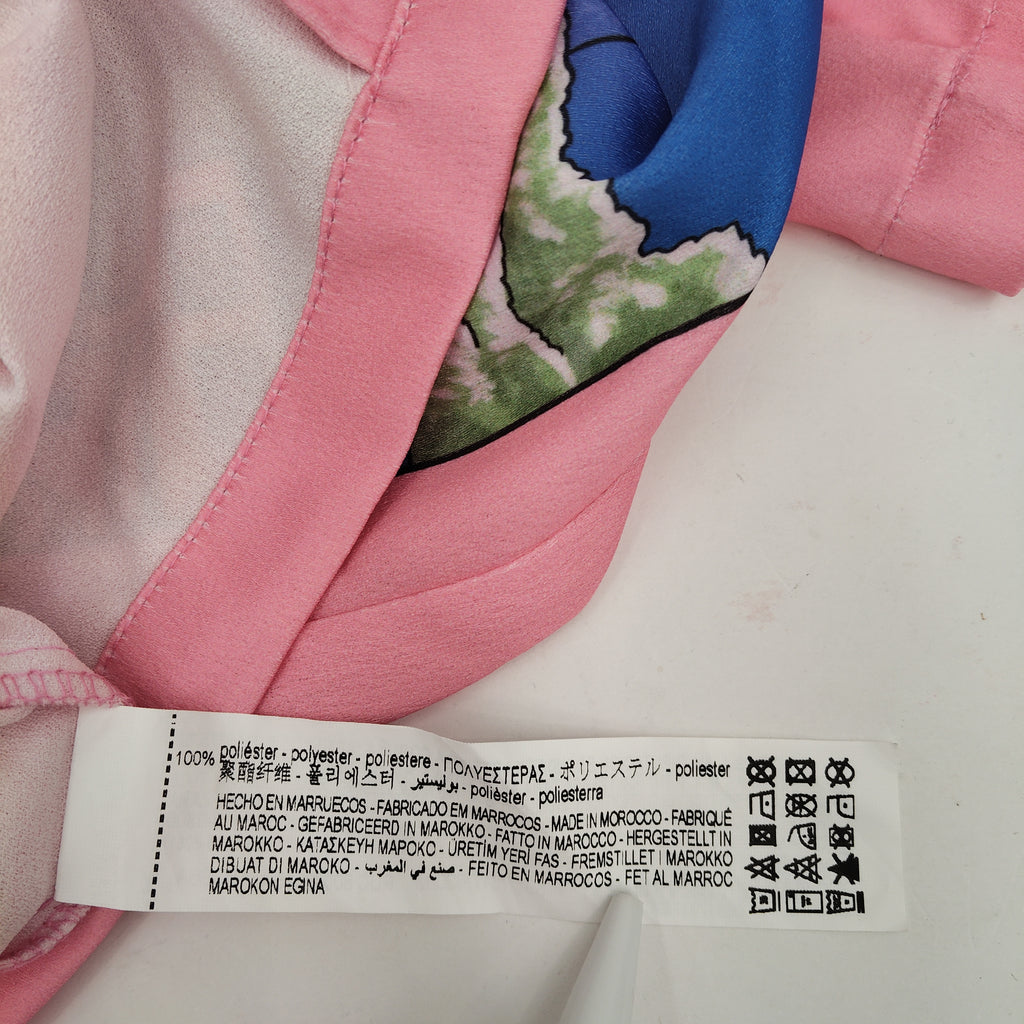 100% poliéster - polyester - poliestere - ΠΟΛΥΕΣΤΕΡΑΣ - ポリエステル - poliester
聚酯纤维 - 폴리에스터 - بوليستير - polièster - poliesterra
HECHO EN MARRUECOS - FABRICADO EM MARROCOS - MADE IN MOROCCO - FABRIQUÉ
AU MAROC - GEFABRICEERD IN MAROKKO - FATTO IN MAROCCO - HERGESTELLT IN
MAROKKO - ΚΑΤΑΣΚΕΥΗ ΜΑΡΟΚΟ - ÜRETİM YERİ FAS - FREMSTILLET I MAROKKO
DIBUAT DI MAROKO - صنع في المغرب - FEITO EN MARROCOS - FET AL MARROC
MAROKON EGINA